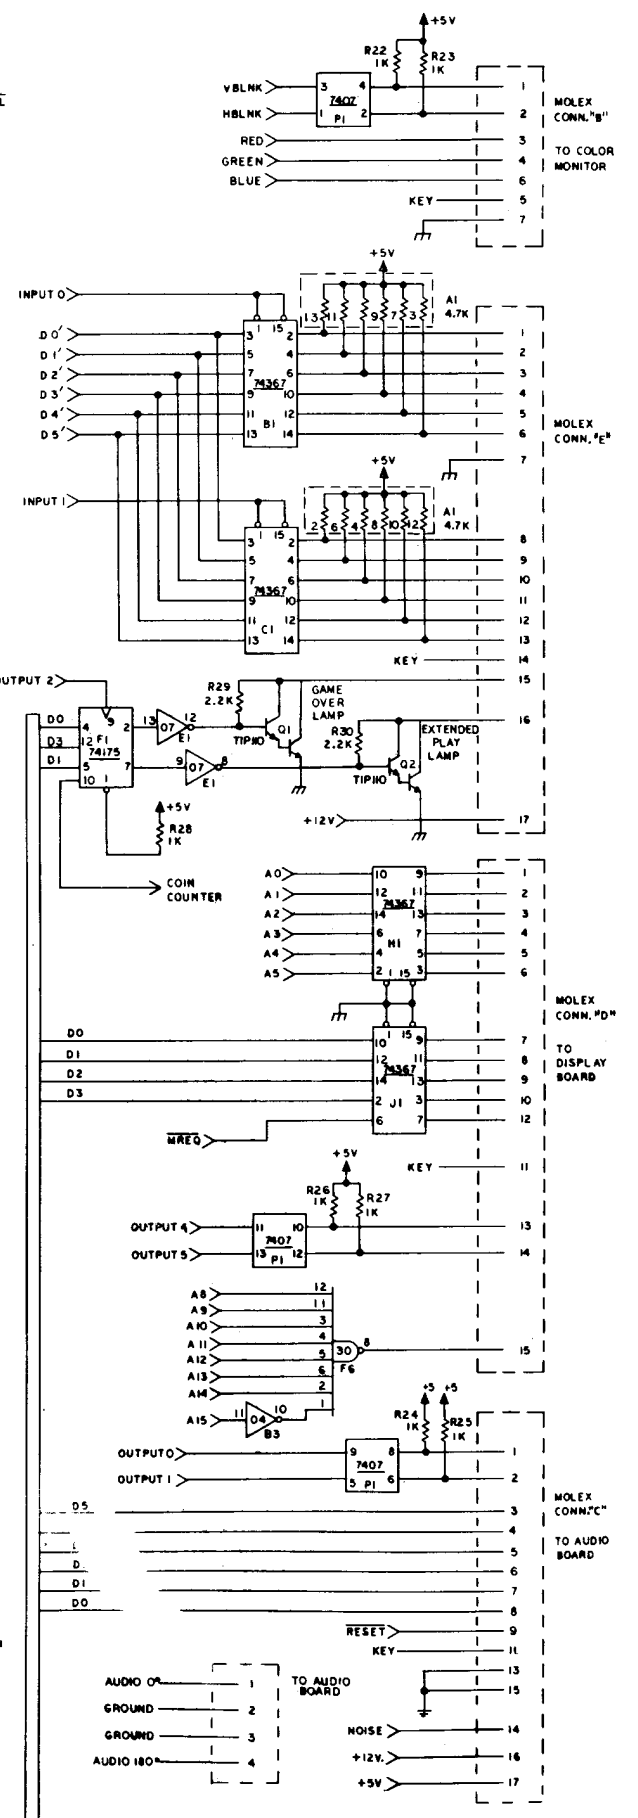 +5V
R22
1K
R23
1K
VBLNK 3 4 1
7407
HBLNK 1 2 2
P1
MOLEX
CONN. "B"
TO COLOR
MONITOR
RED 3
GREEN 4
BLUE 6
KEY 5
7
+5V
INPUT 0
1 15
13 11 9 7 3
A1
4.7K
D0' 3 2 1
D1' 5 4 2
D2' 7 6 3
74367
D3' 9 10 4
D4' 11 12 5
D5' 13 14 6
B1
MOLEX
CONN. "E"
7
+5V
INPUT 1
1 15
2 6 4 8 10 12
A1
4.7K
3 2 8
5 4 9
7 6 10
74367
9 10 11
11 12 12
C1
13 14 13
KEY 14
OUTPUT 2
15
R29
2.2K
GAME
OVER
LAMP
9
D0 4 2 13 07 12
E1
Q1
TIP110
16
R30
2.2K
EXTENDED
PLAY
LAMP
D3 12
F1
74175
D1 5 7 9 07 8
E1
10 1
Q2
TIP110
+5V
R28
1K
+12V 17
COIN
COUNTER
A0 10 9 1
A1 12 11 2
74367
A2 14 13 3
A3 6 7 4
H1
A4 4 5 5
A5 2 3 6
1 15
MOLEX
CONN. "D"
TO
DISPLAY
BOARD
1 15
D0 10 9 7
D1 12 11 8
74367
D2 14 13 9
D3 2 3 10
J1
MREQ 6 7 12
KEY 11
+5V
R26
1K
R27
1K
OUTPUT 4 11 10 13
7407
OUTPUT 5 13 12 14
P1
A8 12
A9 11
A10 3
A11 4
A12 5
30 8 15
F6
A13 6
A14 2
A15 11 04 10 1
B3
+5 +5
R24
1K
R25
1K
OUTPUT 0 9 8 1
7407
OUTPUT 1 5 6 2
P1
MOLEX
CONN. "C"
TO AUDIO
BOARD
D5 3
4
5
D 6
D1 7
D0 8
RESET 9
KEY 11
13
15
NOISE 14
+12V. 16
+5V 17
AUDIO 0° 1
GROUND 2
GROUND 3
AUDIO 180° 4
TO AUDIO
BOARD